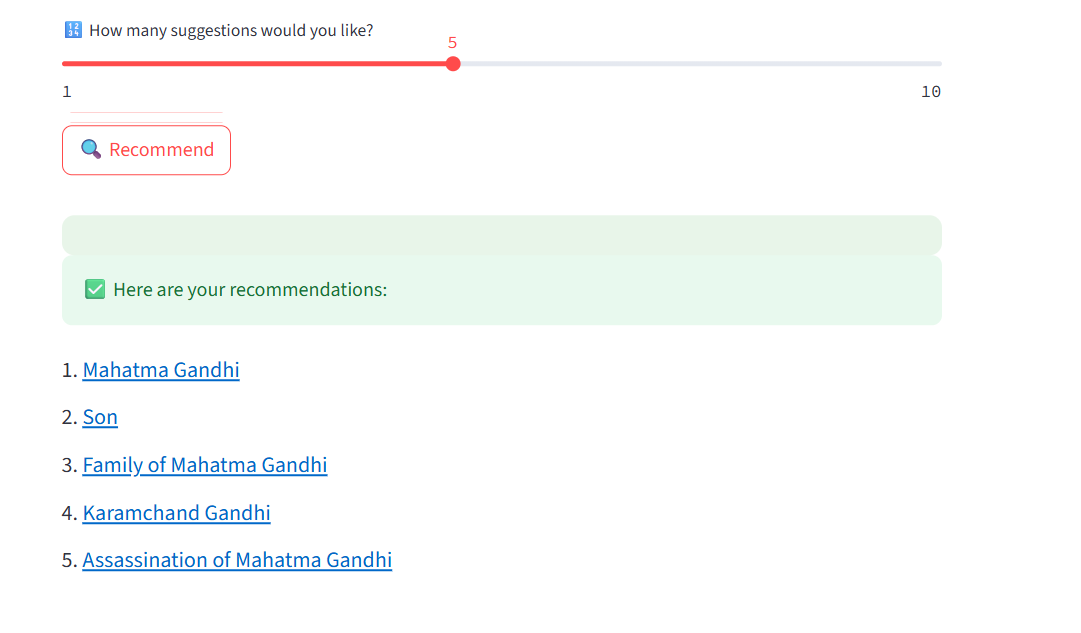 🔢 How many suggestions would you like?
5
1 10
🔍 Recommend
✅ Here are your recommendations:
1. Mahatma Gandhi
2. Son
3. Family of Mahatma Gandhi
4. Karamchand Gandhi
5. Assassination of Mahatma Gandhi